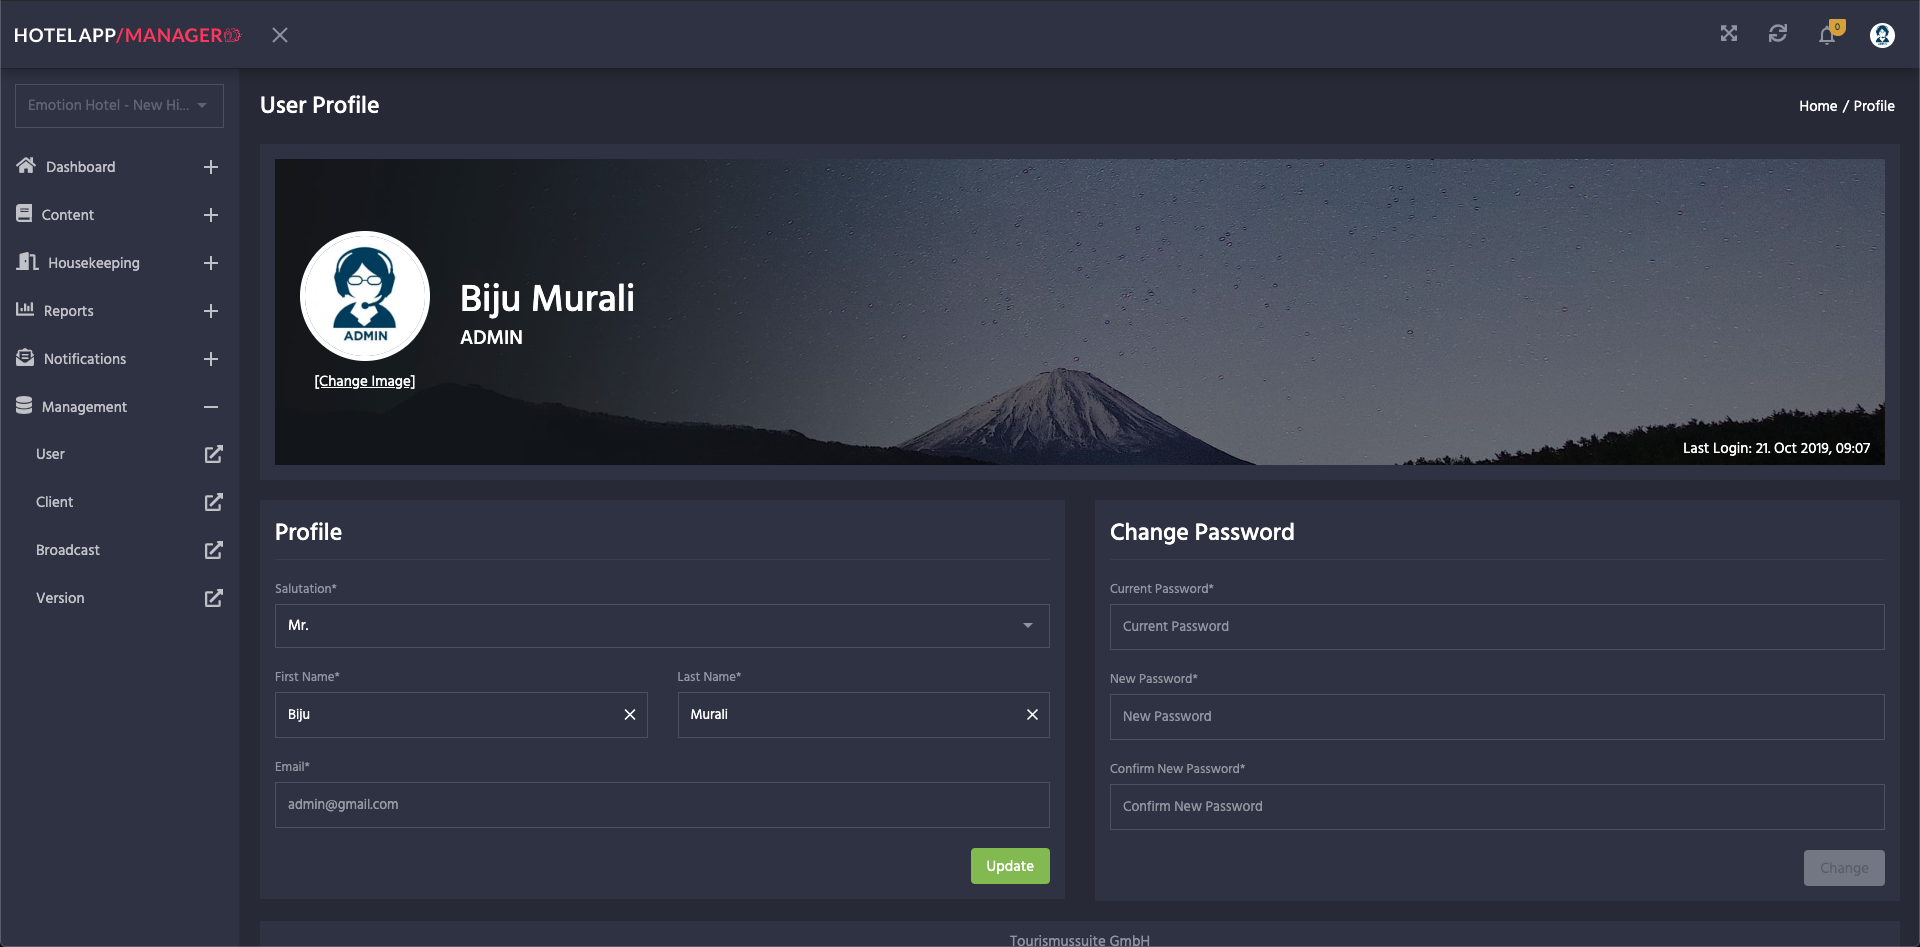 HOTELAPP/MANAGER
0
Emotion Hotel - New Hi...
Dashboard
Content
Housekeeping
Reports
Notifications
Management
User
Client
Broadcast
Version
User Profile
Home / Profile
ADMIN
[Change Image]
Biju Murali
ADMIN
Last Login: 21. Oct 2019, 09:07
Profile
Salutation*
Mr.
First Name*
Last Name*
Biju
Murali
Email*
admin@gmail.com
Update
Change Password
Current Password*
Current Password
New Password*
New Password
Confirm New Password*
Confirm New Password
Change
Tourismussuite GmbH